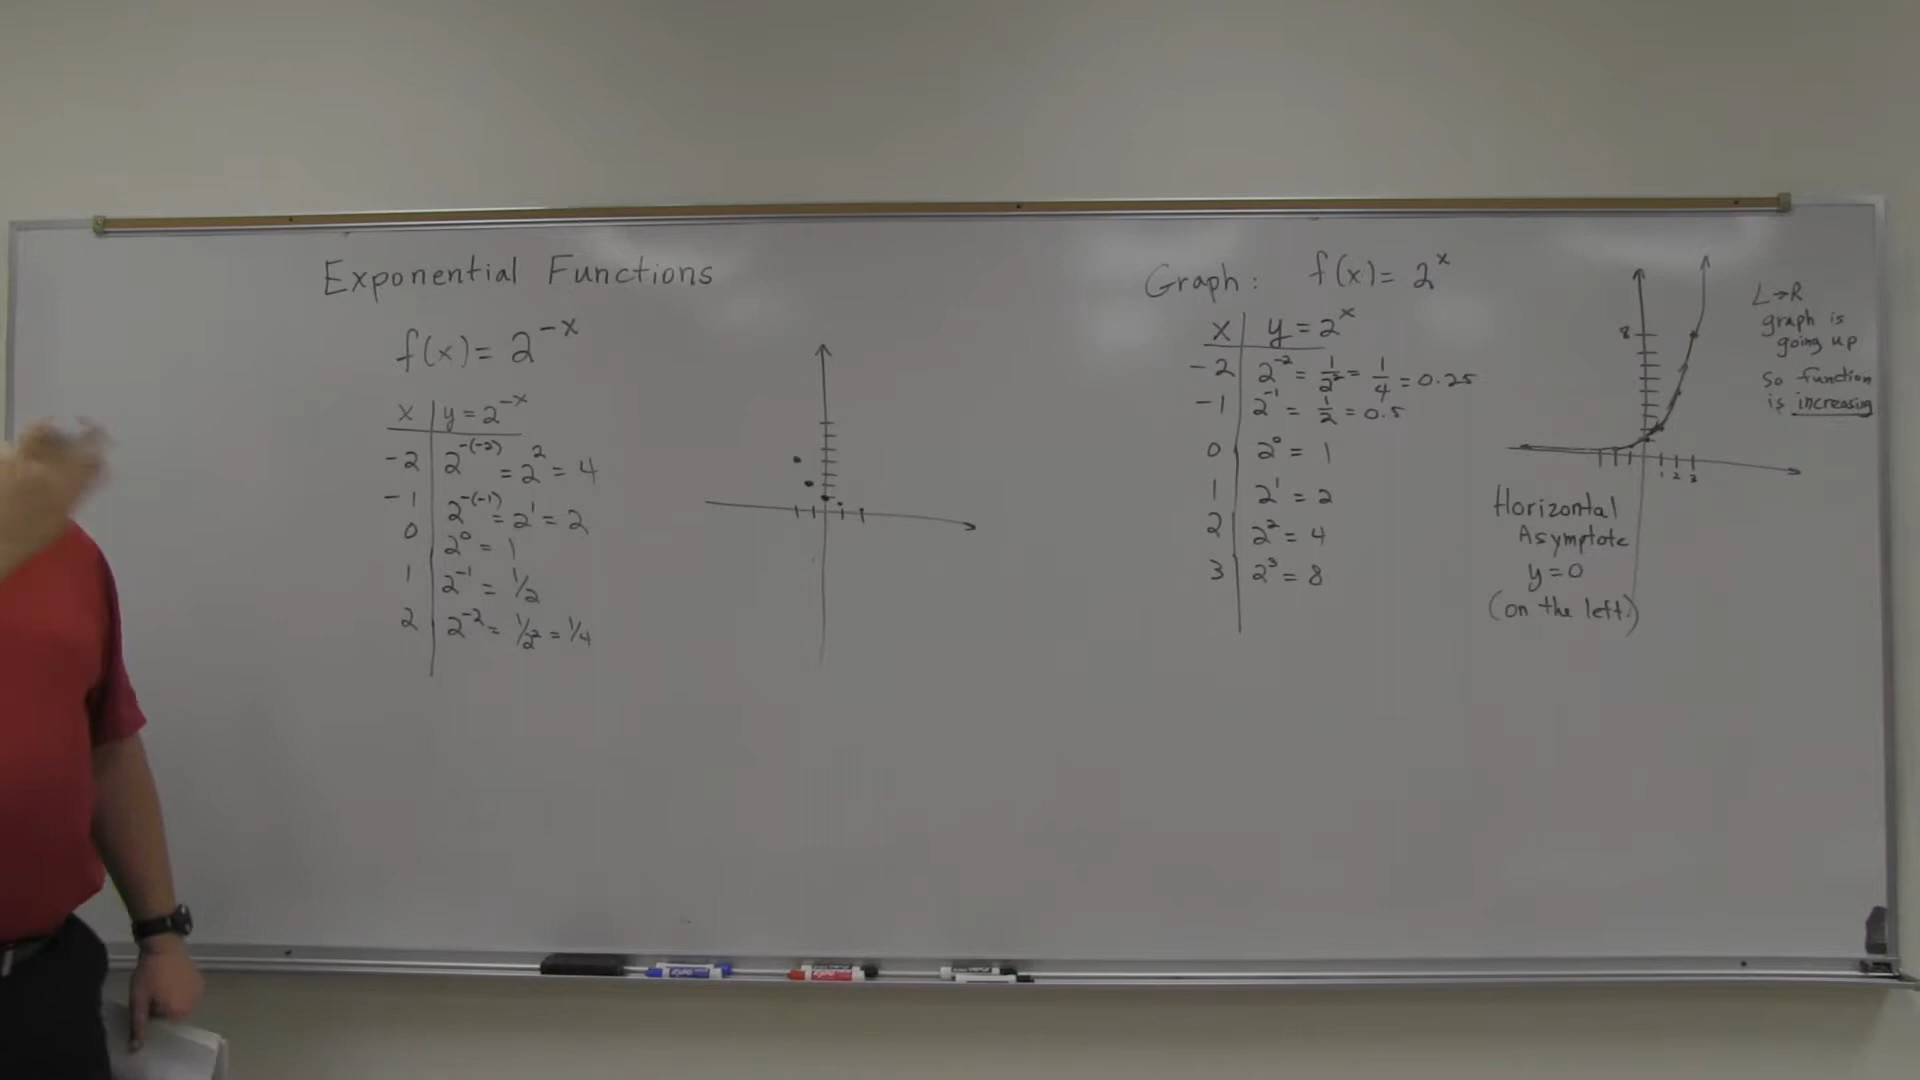 Exponential Functions
f(x) = 2^{-x}
x | y = 2^{-x}
-2 | 2^{-(-2)} = 2^2 = 4
-1 | 2^{-(-1)} = 2^1 = 2
0 | 2^0 = 1
1 | 2^{-1} = 1/2
2 | 2^{-2} = 1/2^2 = 1/4
Graph: f(x) = 2^x
x | y = 2^x
-2 | 2^{-2} = 1/2^2 = 1/4 = 0.25
-1 | 2^{-1} = 1/2 = 0.5
0 | 2^0 = 1
1 | 2^1 = 2
2 | 2^2 = 4
3 | 2^3 = 8
8
1 2 3
L→R
graph is
going up
So function
is increasing
Horizontal
Asymptote
y=0
(on the left)